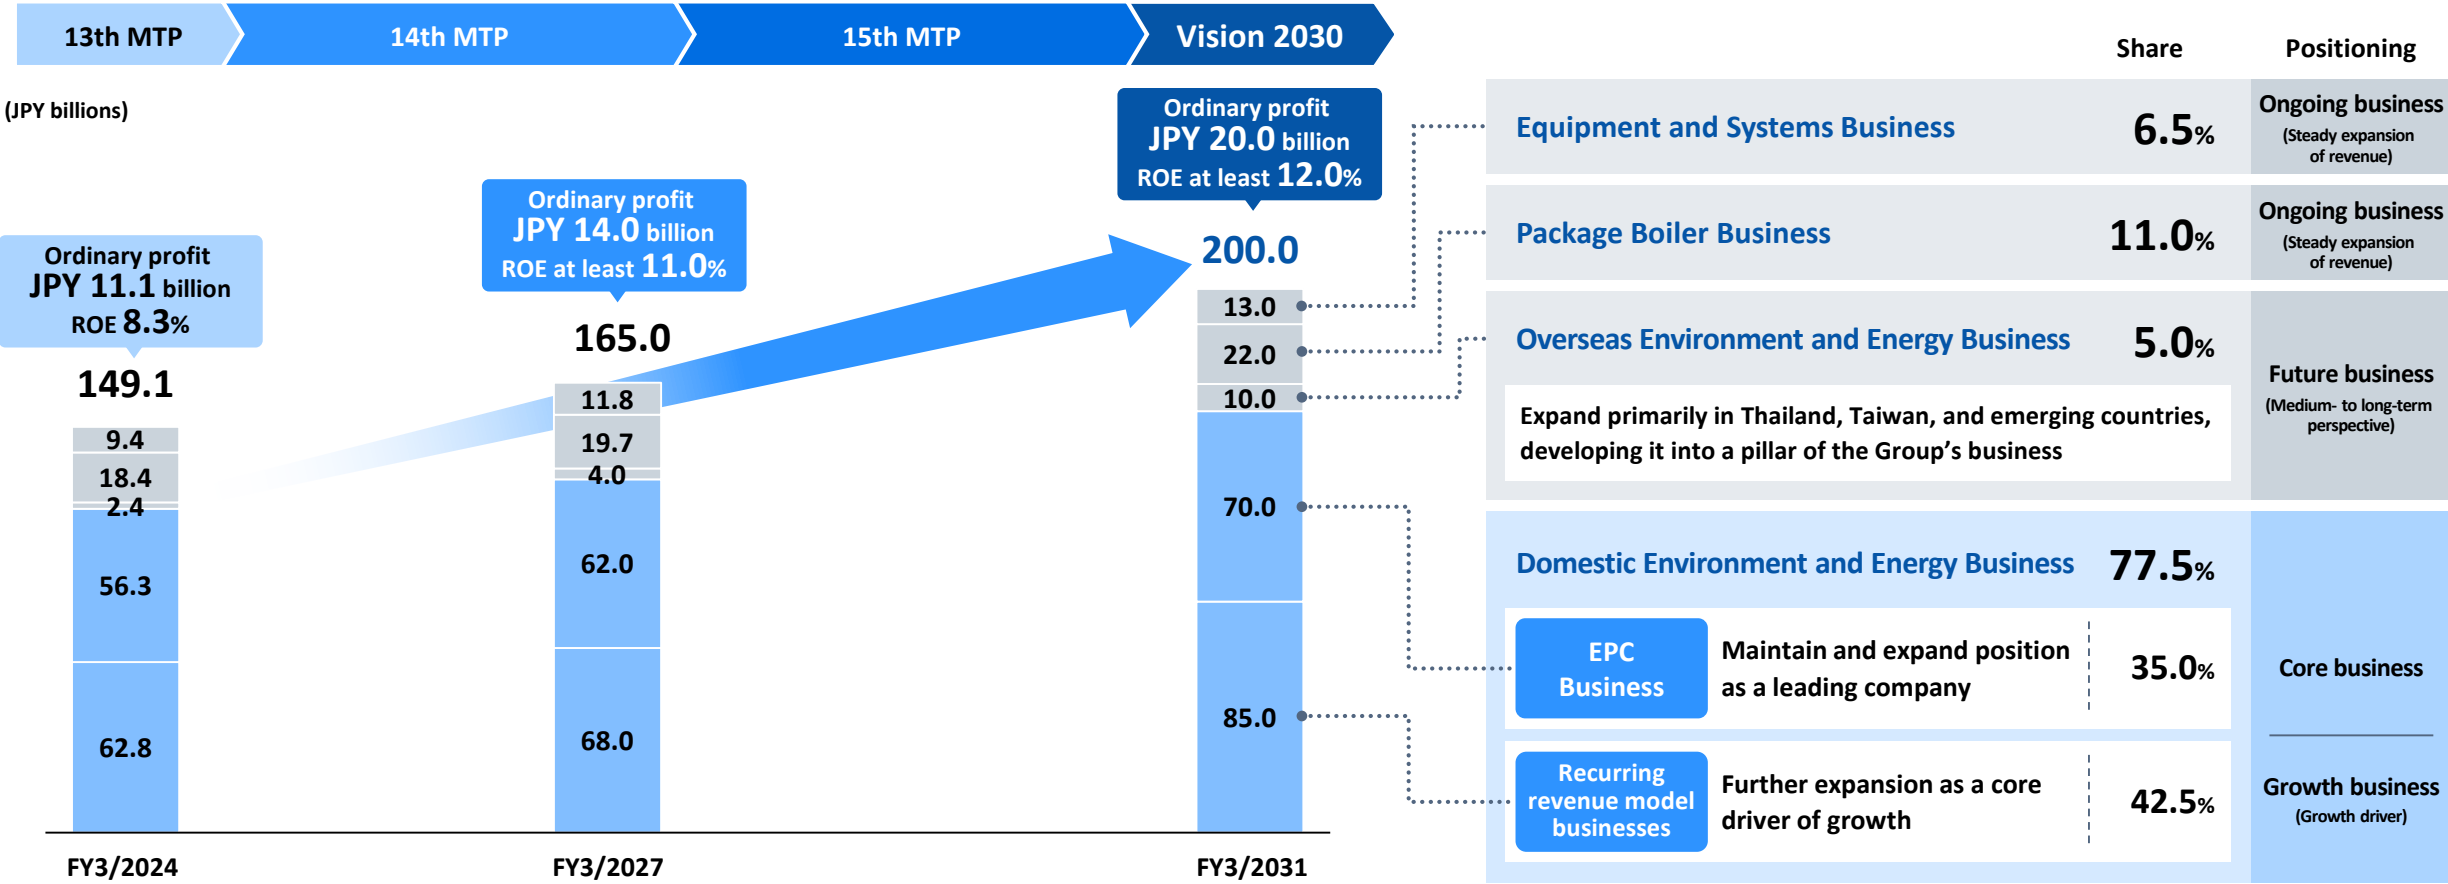 13th MTP
14th MTP
15th MTP
Vision 2030
(JPY billions)
Ordinary profit
JPY 11.1 billion
ROE 8.3%
149.1
9.4
18.4
2.4
56.3
62.8
FY3/2024
Ordinary profit
JPY 14.0 billion
ROE at least 11.0%
165.0
11.8
19.7
4.0
62.0
68.0
FY3/2027
Ordinary profit
JPY 20.0 billion
ROE at least 12.0%
200.0
13.0
22.0
10.0
70.0
85.0
FY3/2031
Share
Positioning
Equipment and Systems Business
6.5%
Ongoing business
(Steady expansion
of revenue)
Package Boiler Business
11.0%
Ongoing business
(Steady expansion
of revenue)
Overseas Environment and Energy Business
5.0%
Expand primarily in Thailand, Taiwan, and emerging countries,
developing it into a pillar of the Group’s business
Future business
(Medium- to long-term
perspective)
Domestic Environment and Energy Business
77.5%
EPC
Business
Maintain and expand position
as a leading company
35.0%
Core business
Recurring
revenue model
businesses
Further expansion as a core
driver of growth
42.5%
Growth business
(Growth driver)